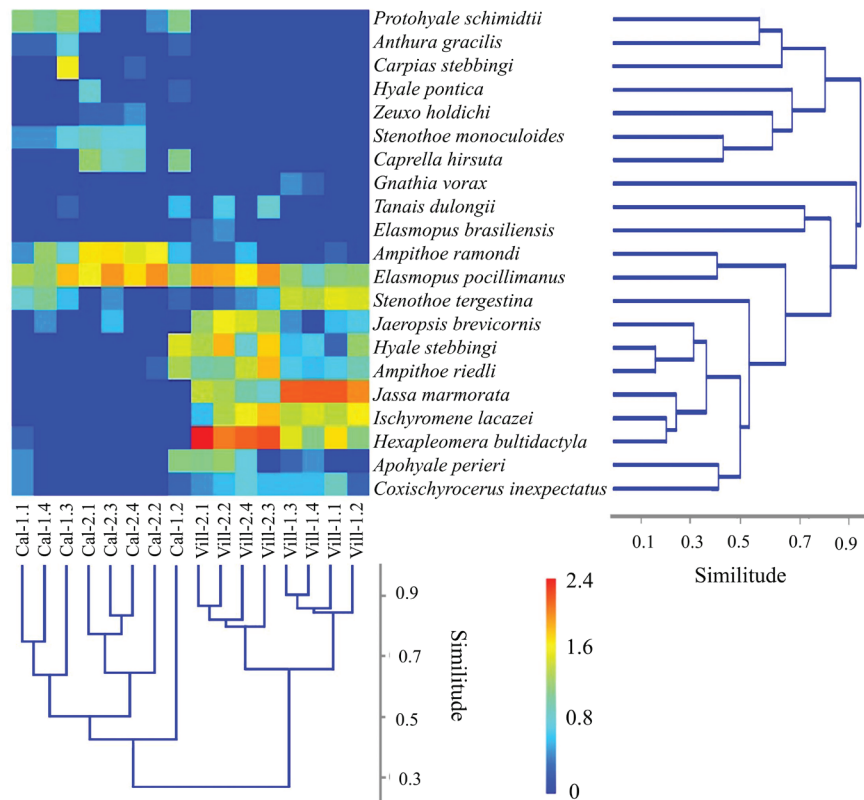 Protohyale schimidtii
Anthura gracilis
Carpias stebbingi
Hyale pontica
Zeuxo holdichi
Stenothoe monoculoides
Caprella hirsuta
Gnathia vorax
Tanais dulongii
Elasmopus brasiliensis
Ampithoe ramondi
Elasmopus pocillimanus
Stenothoe tergestina
Jaeropsis brevicornis
Hyale stebbingi
Ampithoe riedli
Jassa marmorata
Ischyromene lacazei
Hexapleomera bultidactyla
Apohyale perieri
Coxischyrocerus inexpectatus
0.1 0.3 0.5 0.7 0.9
Similitude
Cal-1.1
Cal-1.4
Cal-1.3
Cal-2.1
Cal-2.3
Cal-2.4
Cal-2.2
Cal-1.2
Vill-2.1
Vill-2.2
Vill-2.4
Vill-2.3
Vill-1.3
Vill-1.4
Vill-1.1
Vill-1.2
0.9
0.7
0.5
0.3
Similitude
2.4
1.6
0.8
0